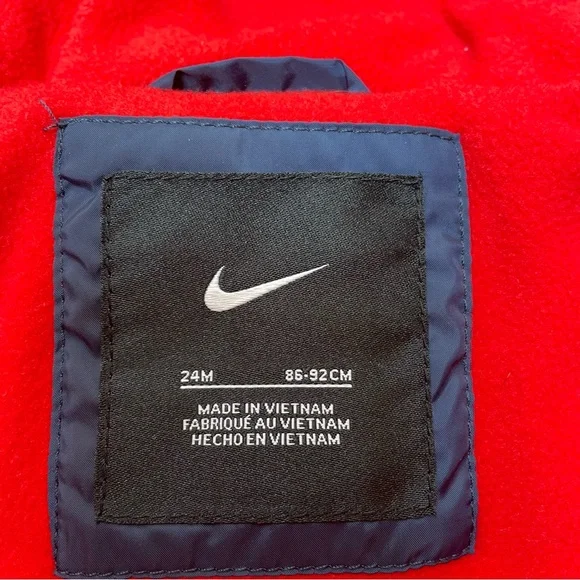 24M 86-92CM
MADE IN VIETNAM
FABRIQUÉ AU VIETNAM
HECHO EN VIETNAM